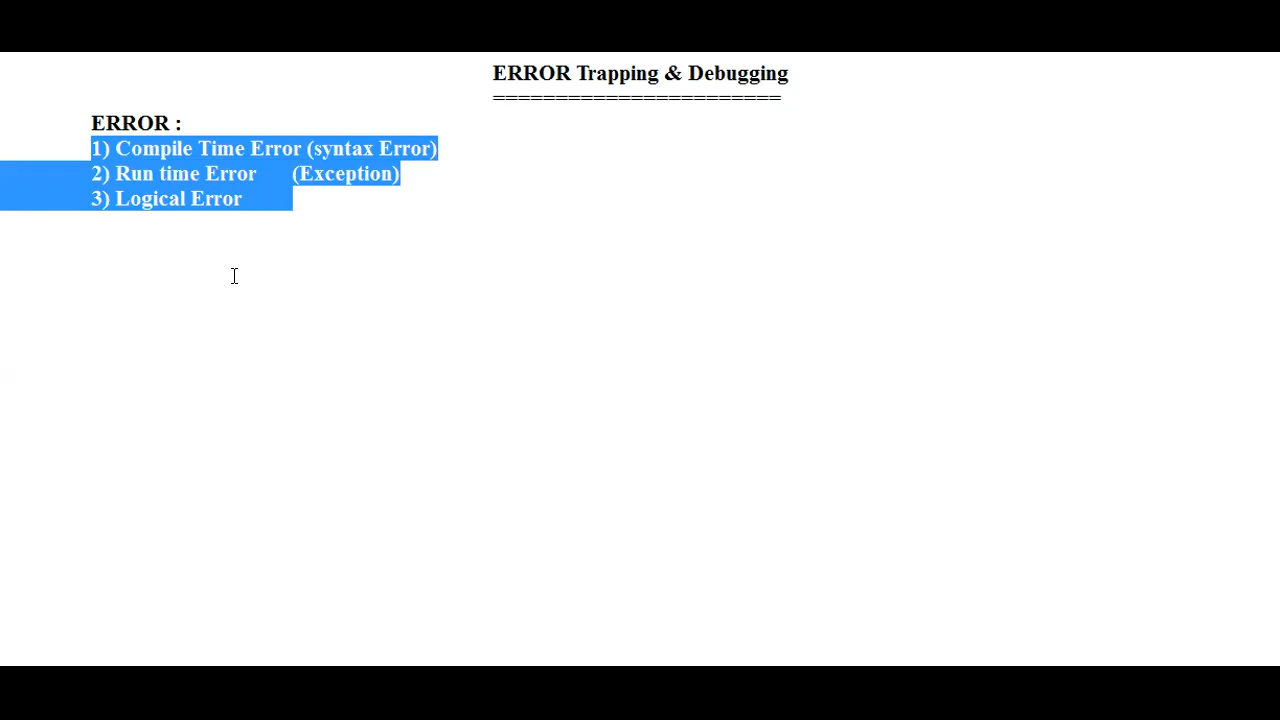 ERROR Trapping & Debugging
=======================
ERROR :
1) Compile Time Error (syntax Error)
2) Run time Error (Exception)
3) Logical Error